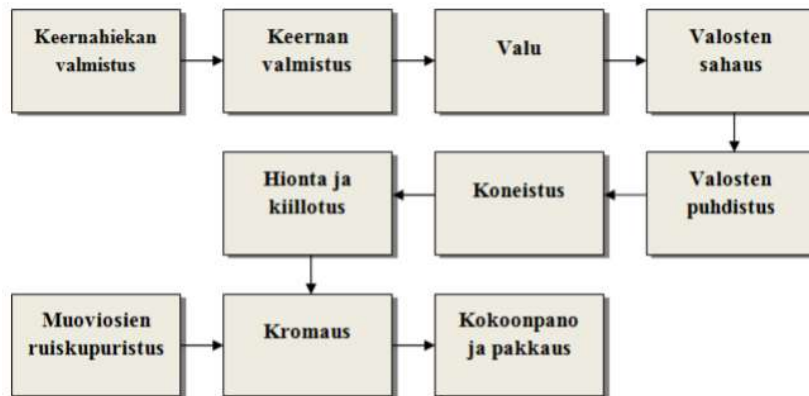 Keernahiekan
valmistus
Keernan
valmistus
Valu
Valosten
sahaus
Hionta ja
kiillotus
Koneistus
Valosten
puhdistus
Muoviosien
ruiskupuristus
Kromaus
Kokoonpano
ja pakkaus